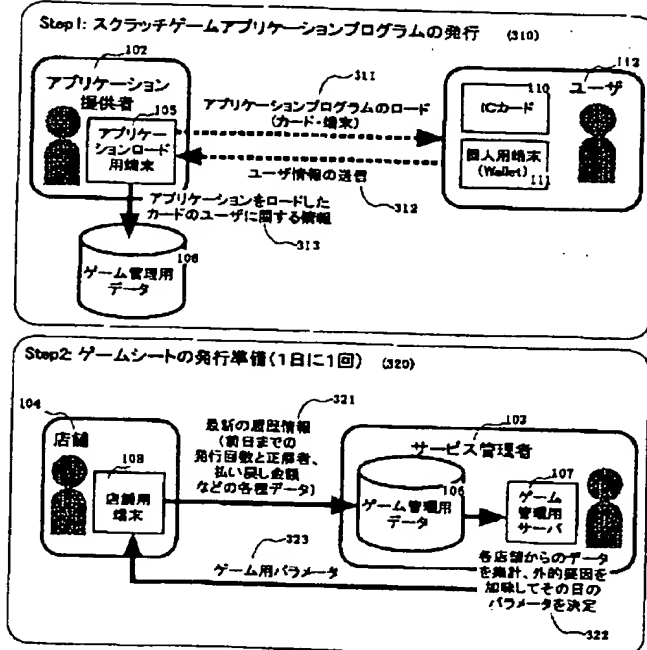 Step1: スクラッチゲームアプリケーションプログラムの発行 (310)
102
アプリケーション
提供者
105
アプリケー
ションロード
用端末
311
アプリケーションプログラムのロード
(カード・端末)
ユーザ情報の送信
312
112
ユーザ
110
ICカード
個人用端末
(Wallet)
111
アプリケーションをロードした
カードのユーザに関する情報
313
106
ゲーム管理用
データ
Step2: ゲームシートの発行準備(1日に1回) (320)
104
店舗
108
店舗用
端末
321
最新の履歴情報
(前日までの
発行回数と正解者、
払い戻し金額
などの各種データ)
323
ゲーム用パラメータ
103
サービス管理者
106
ゲーム管理用
データ
107
ゲーム
管理用
サーバ
各店舗からのデータ
を集計、外的要因を
加味してその日の
パラメータを決定
322